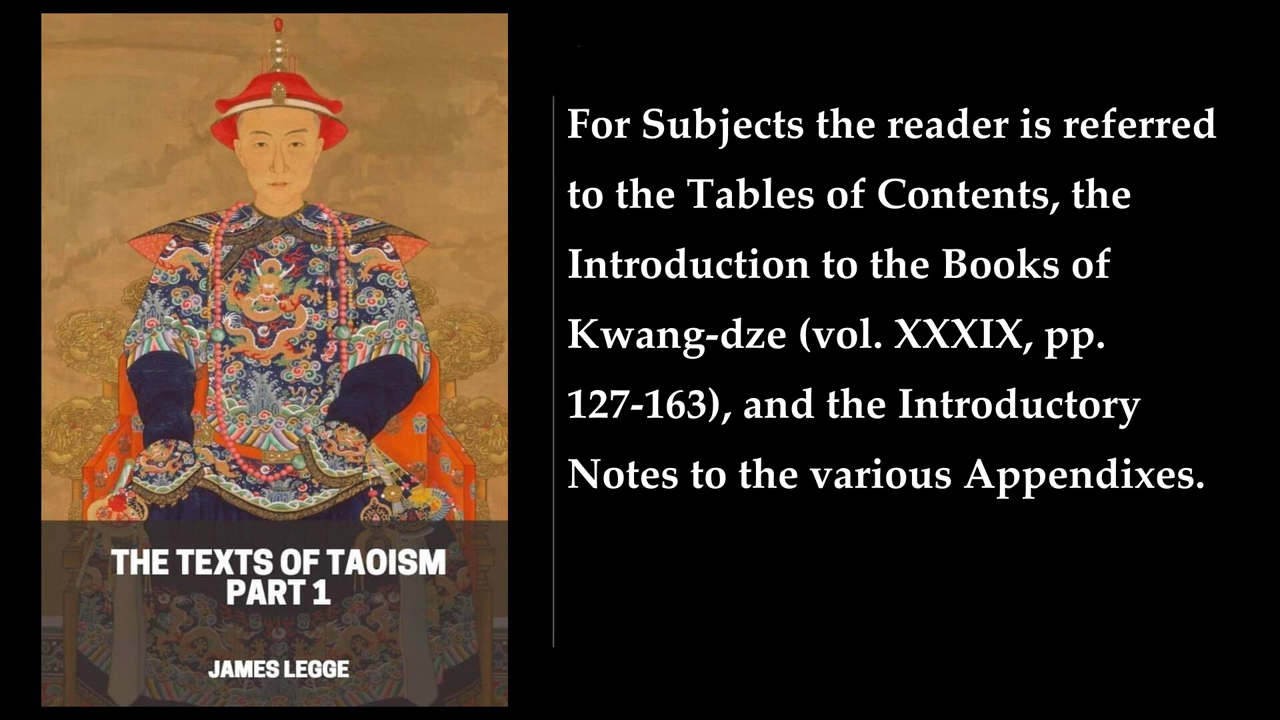 THE TEXTS OF TAOISM
PART 1
JAMES LEGGE
For Subjects the reader is referred
to the Tables of Contents, the
Introduction to the Books of
Kwang-dze (vol. XXXIX, pp.
127-163), and the Introductory
Notes to the various Appendixes.